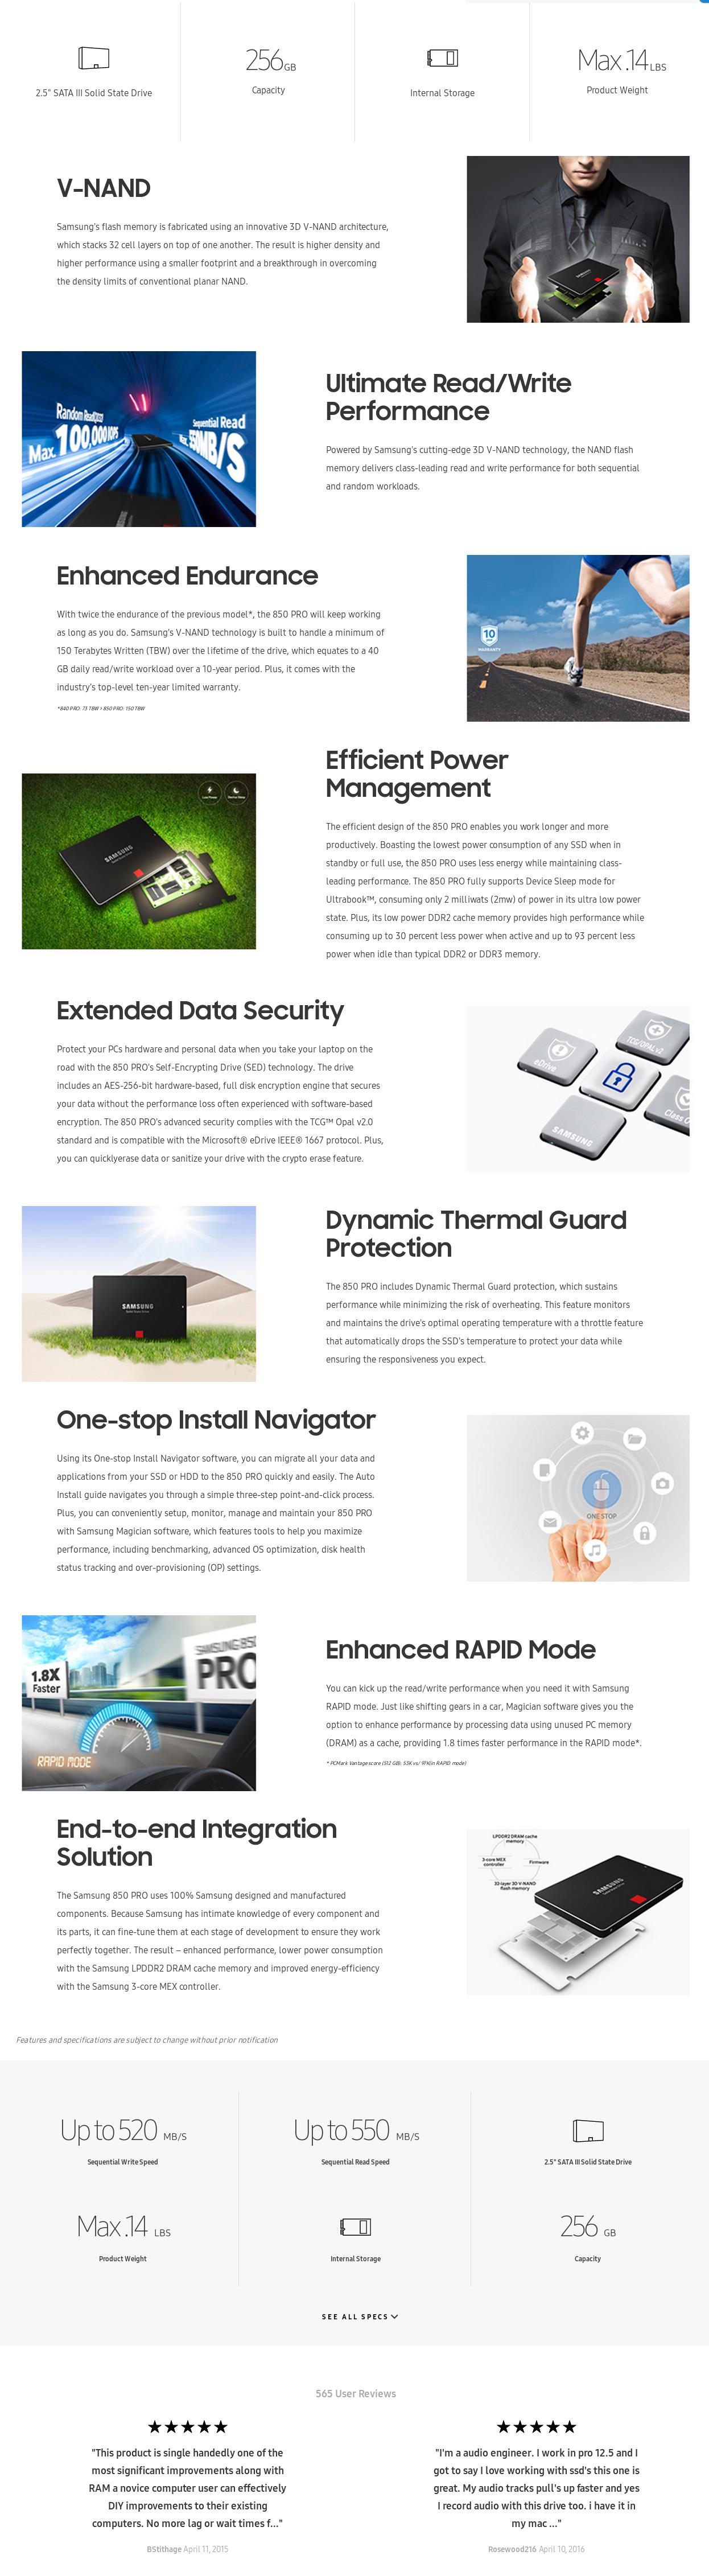 2.5" SATA III Solid State Drive
256GB
Capacity
Internal Storage
Max .14 LBS
Product Weight
V-NAND
Samsung's flash memory is fabricated using an innovative 3D V-NAND architecture,
which stacks 32 cell layers on top of one another. The result is higher density and
higher performance using a smaller footprint and a breakthrough in overcoming
the density limits of conventional planar NAND.
Random Read(up to)
Max. 100,000 IOPS
Sequential Read
Max. 550MB/S
Ultimate Read/Write
Performance
Powered by Samsung's cutting-edge 3D V-NAND technology, the NAND flash
memory delivers class-leading read and write performance for both sequential
and random workloads.
Enhanced Endurance
With twice the endurance of the previous model*, the 850 PRO will keep working
as long as you do. Samsung's V-NAND technology is built to handle a minimum of
150 Terabytes Written (TBW) over the lifetime of the drive, which equates to a 40
GB daily read/write workload over a 10-year period. Plus, it comes with the
industry's top-level ten-year limited warranty.
*840 PRO: 73 TBW > 850 PRO: 150 TBW
10
WARRANTY
Efficient Power
Management
The efficient design of the 850 PRO enables you work longer and more
productively. Boasting the lowest power consumption of any SSD when in
standby or full use, the 850 PRO uses less energy while maintaining class-
leading performance. The 850 PRO fully supports Device Sleep mode for
Ultrabook™, consuming only 2 milliwats (2mw) of power in its ultra low power
state. Plus, its low power DDR2 cache memory provides high performance while
consuming up to 30 percent less power when active and up to 93 percent less
power when idle than typical DDR2 or DDR3 memory.
Low Power
Device Sleep
SAMSUNG
Extended Data Security
Protect your PCs hardware and personal data when you take your laptop on the
road with the 850 PRO's Self-Encrypting Drive (SED) technology. The drive
includes an AES-256-bit hardware-based, full disk encryption engine that secures
your data without the performance loss often experienced with software-based
encryption. The 850 PRO's advanced security complies with the TCG™ Opal v2.0
standard and is compatible with the Microsoft® eDrive IEEE® 1667 protocol. Plus,
you can quicklyerase data or sanitize your drive with the crypto erase feature.
eDrive
TCG/OPALv2
Class 0
SAMSUNG
SAMSUNG
Solid State Drive
Dynamic Thermal Guard
Protection
The 850 PRO includes Dynamic Thermal Guard protection, which sustains
performance while minimizing the risk of overheating. This feature monitors
and maintains the drive's optimal operating temperature with a throttle feature
that automatically drops the SSD's temperature to protect your data while
ensuring the responsiveness you expect.
One-stop Install Navigator
Using its One-stop Install Navigator software, you can migrate all your data and
applications from your SSD or HDD to the 850 PRO quickly and easily. The Auto
Install guide navigates you through a simple three-step point-and-click process.
Plus, you can conveniently setup, monitor, manage and maintain your 850 PRO
with Samsung Magician software, which features tools to help you maximize
performance, including benchmarking, advanced OS optimization, disk health
status tracking and over-provisioning (OP) settings.
ONE STOP
1.8X
Faster
SAMSUNG 850
PRO
RAPID MODE
Enhanced RAPID Mode
You can kick up the read/write performance when you need it with Samsung
RAPID mode. Just like shifting gears in a car, Magician software gives you the
option to enhance performance by processing data using unused PC memory
(DRAM) as a cache, providing 1.8 times faster performance in the RAPID mode*.
* PCMark Vantage score (512 GB): 53K vs/ 97K(in RAPID mode)
End-to-end Integration
Solution
The Samsung 850 PRO uses 100% Samsung designed and manufactured
components. Because Samsung has intimate knowledge of every component and
its parts, it can fine-tune them at each stage of development to ensure they work
perfectly together. The result – enhanced performance, lower power consumption
with the Samsung LPDDR2 DRAM cache memory and improved energy-efficiency
with the Samsung 3-core MEX controller.
LPDDR2 DRAM cache
memory
3-core MEX
controller
Firmware
32-layer 3D V-NAND
flash memory
SAMSUNG
Features and specifications are subject to change without prior notification
Up to 520 MB/S
Sequential Write Speed
Up to 550 MB/S
Sequential Read Speed
2.5" SATA III Solid State Drive
Max .14 LBS
Product Weight
Internal Storage
256 GB
Capacity
SEE ALL SPECS
565 User Reviews
★★★★★
"This product is single handedly one of the
most significant improvements along with
RAM a novice computer user can effectively
DIY improvements to their existing
computers. No more lag or wait times f..."
BStithage April 11, 2015
★★★★★
"I'm a audio engineer. I work in pro 12.5 and I
got to say I love working with ssd's this one is
great. My audio tracks pull's up faster and yes
I record audio with this drive too. i have it in
my mac ..."
Rosewood216 April 10, 2016